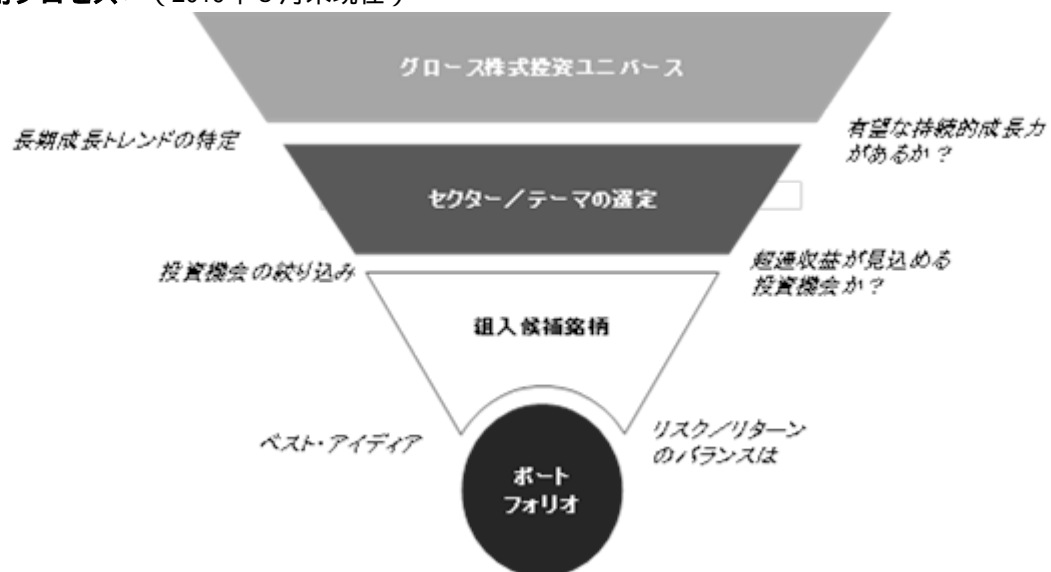 グロース株式投資ユニバース
長期成長トレンドの特定
有望な持続的成長力
があるか？
セクター／テーマの選定
投資機会の絞り込み
超過収益が見込める
投資機会か？
組入候補銘柄
ベスト・アイディア
リスク／リターン
のバランスは
ポート
フォリオ